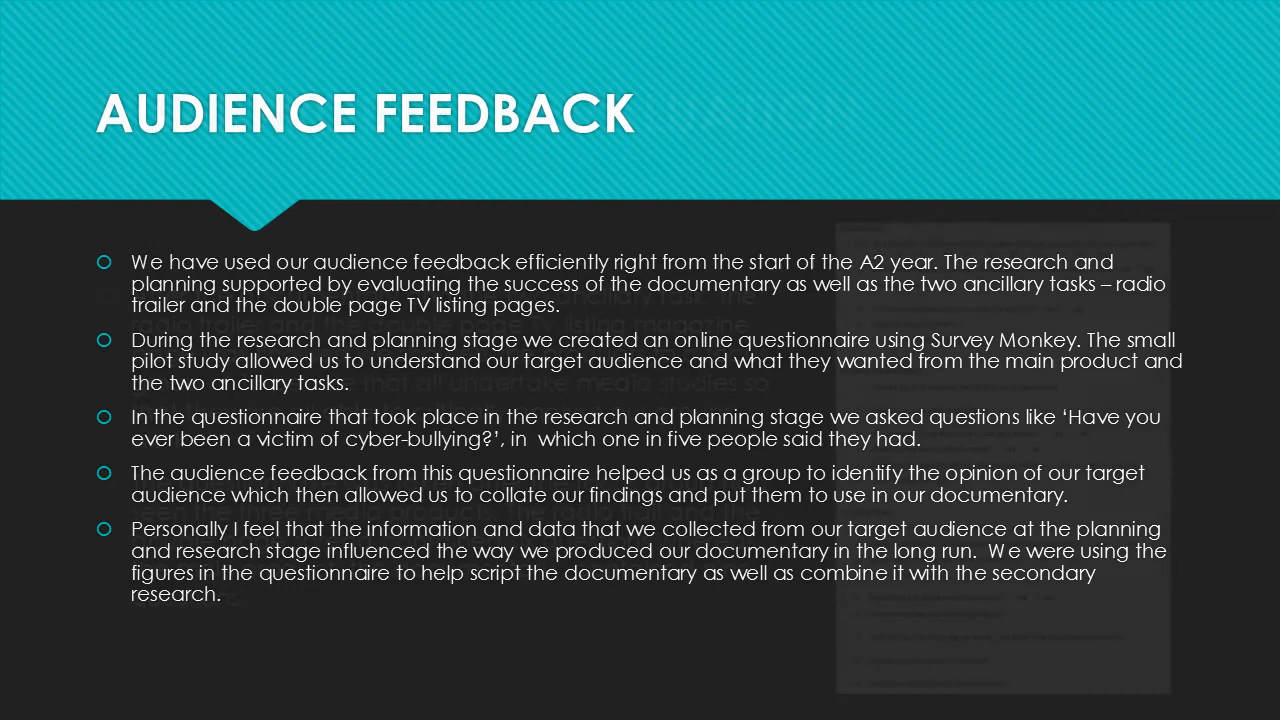 AUDIENCE FEEDBACK
We have used our audience feedback efficiently right from the start of the A2 year. The research and
planning supported by evaluating the success of the documentary as well as the two ancillary tasks – radio
trailer and the double page TV listing pages.
During the research and planning stage we created an online questionnaire using Survey Monkey. The small
pilot study allowed us to understand our target audience and what they wanted from the main product and
the two ancillary tasks.
In the questionnaire that took place in the research and planning stage we asked questions like ‘Have you
ever been a victim of cyber-bullying?’, in  which one in five people said they had.
The audience feedback from this questionnaire helped us as a group to identify the opinion of our target
audience which then allowed us to collate our findings and put them to use in our documentary.
Personally I feel that the information and data that we collected from our target audience at the planning
and research stage influenced the way we produced our documentary in the long run.  We were using the
figures in the questionnaire to help script the documentary as well as combine it with the secondary
research.